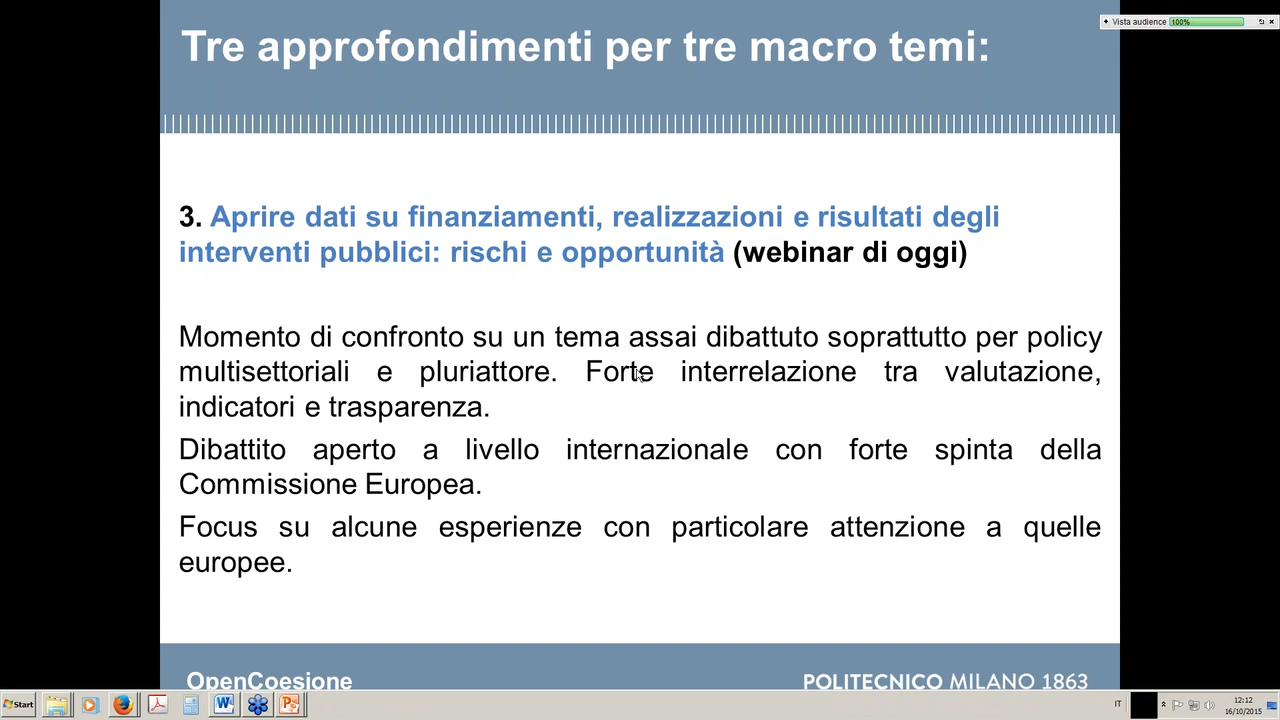 Tre approfondimenti per tre macro temi:
Vista audience 100%
3. Aprire dati su finanziamenti, realizzazioni e risultati degli
interventi pubblici: rischi e opportunità (webinar di oggi)
Momento di confronto su un tema assai dibattuto soprattutto per policy
multisettoriali e pluriattore. Forte interrelazione tra valutazione,
indicatori e trasparenza.
Dibattito aperto a livello internazionale con forte spinta della
Commissione Europea.
Focus su alcune esperienze con particolare attenzione a quelle
europee.
OpenCoesione
POLITECNICO MILANO 1863
Start
IT
12:12
16/10/2015